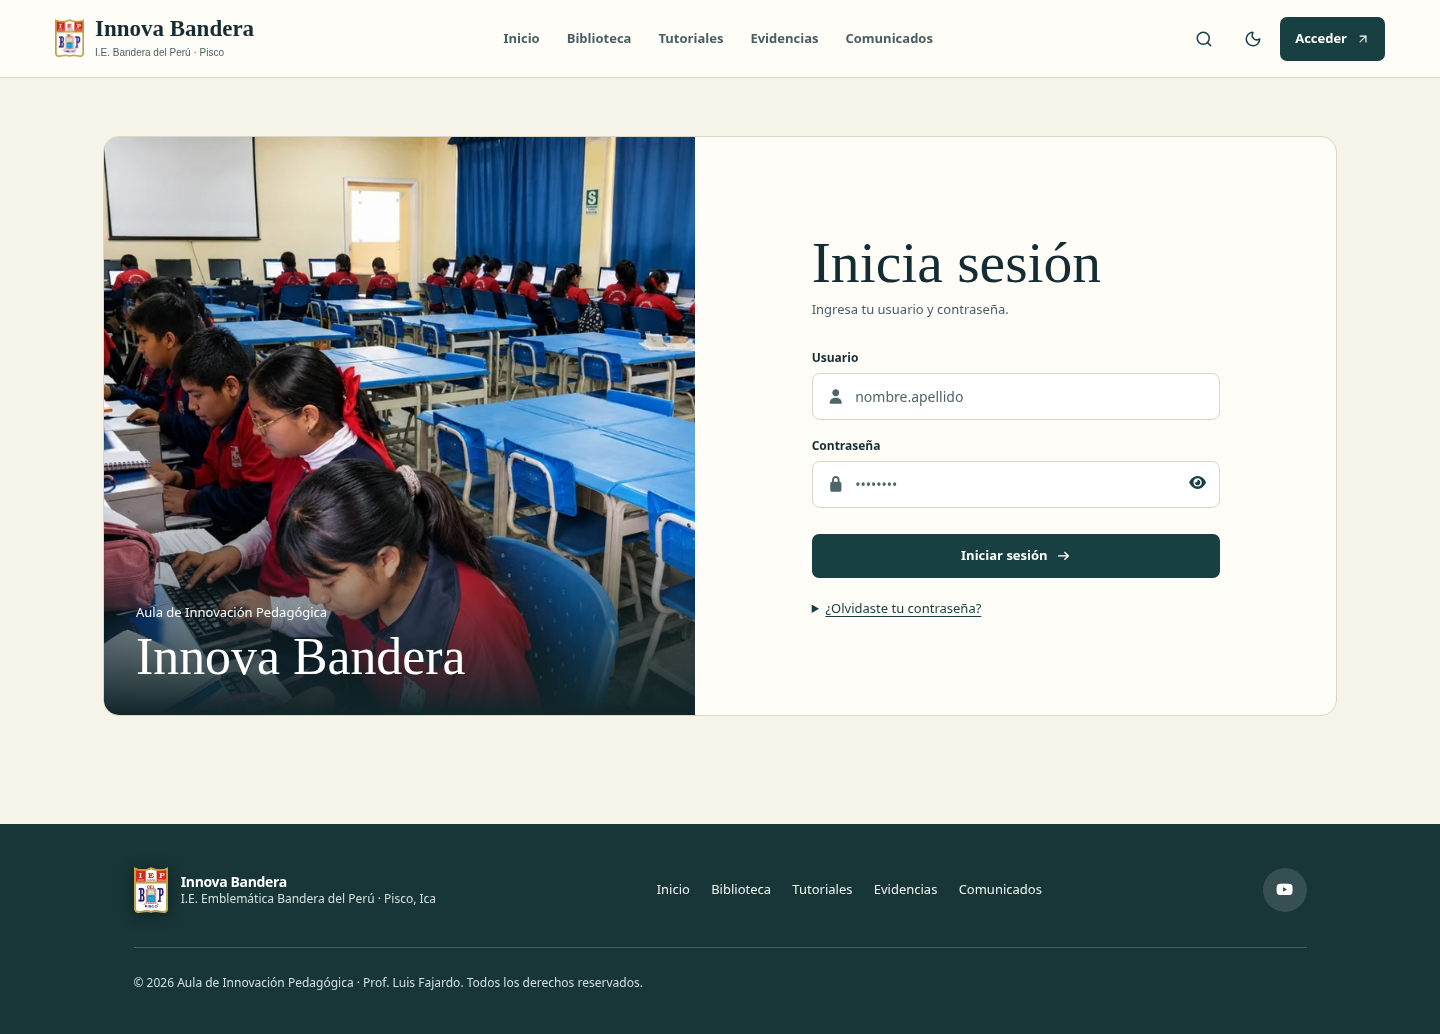 Innova Bandera
I.E. Bandera del Perú · Pisco
Inicio
Biblioteca
Tutoriales
Evidencias
Comunicados
Acceder
Aula de Innovación Pedagógica
Innova Bandera
Inicia sesión
Ingresa tu usuario y contraseña.
Usuario
nombre.apellido
Contraseña
••••••••
Iniciar sesión
¿Olvidaste tu contraseña?
Innova Bandera
I.E. Emblemática Bandera del Perú · Pisco, Ica
Inicio
Biblioteca
Tutoriales
Evidencias
Comunicados
© 2026 Aula de Innovación Pedagógica · Prof. Luis Fajardo. Todos los derechos reservados.